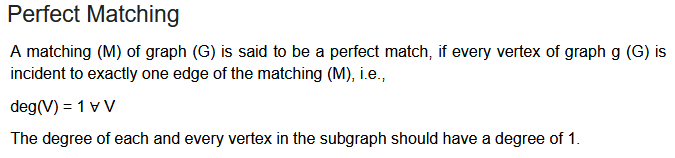 Perfect Matching
A matching (M) of graph (G) is said to be a perfect match, if every vertex of graph g (G) is
incident to exactly one edge of the matching (M), i.e.,
deg(V) = 1 ∀ V
The degree of each and every vertex in the subgraph should have a degree of 1.